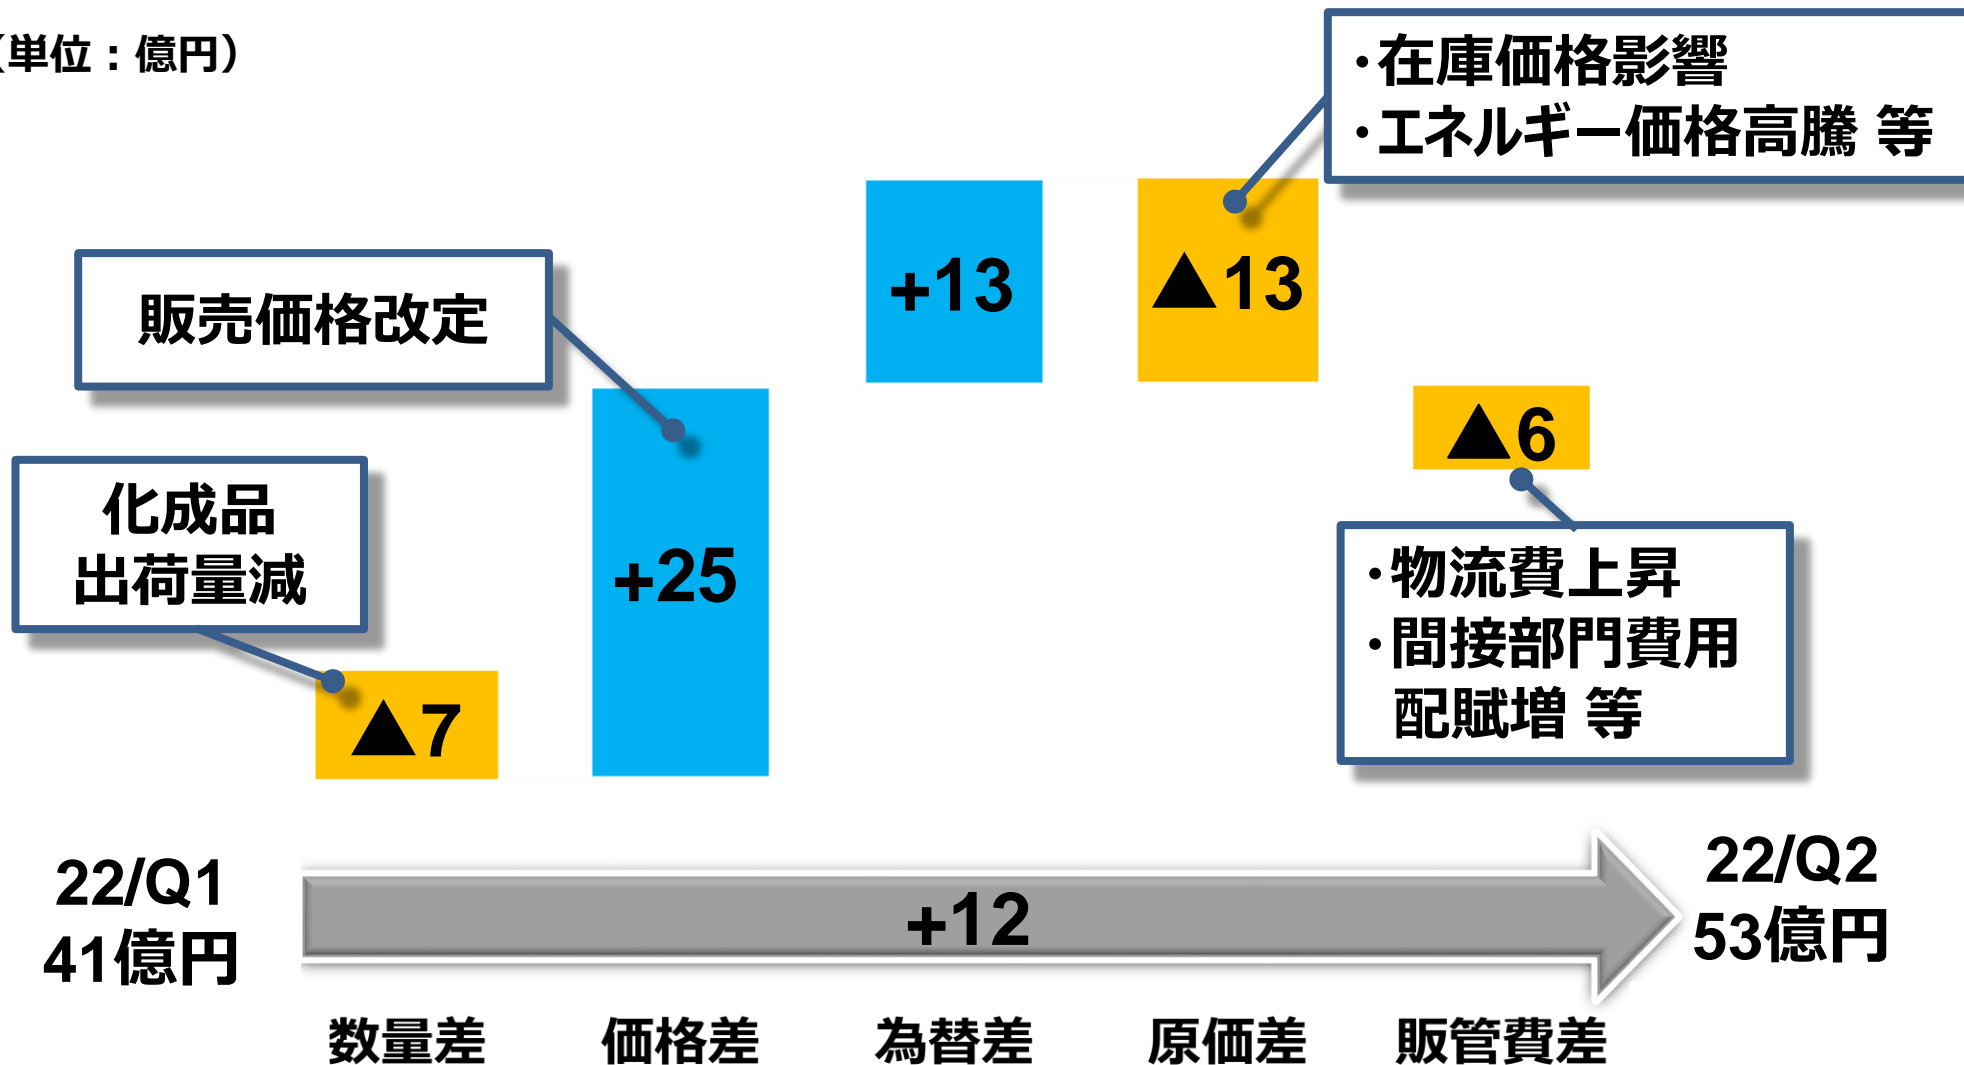 （単位：億円）
・在庫価格影響
・エネルギー価格高騰 等
販売価格改定
化成品
出荷量減
▲7
+25
+13
▲13
▲6
・物流費上昇
・間接部門費用
配賦増 等
22/Q1
41億円
+12
22/Q2
53億円
数量差
価格差
為替差
原価差
販管費差